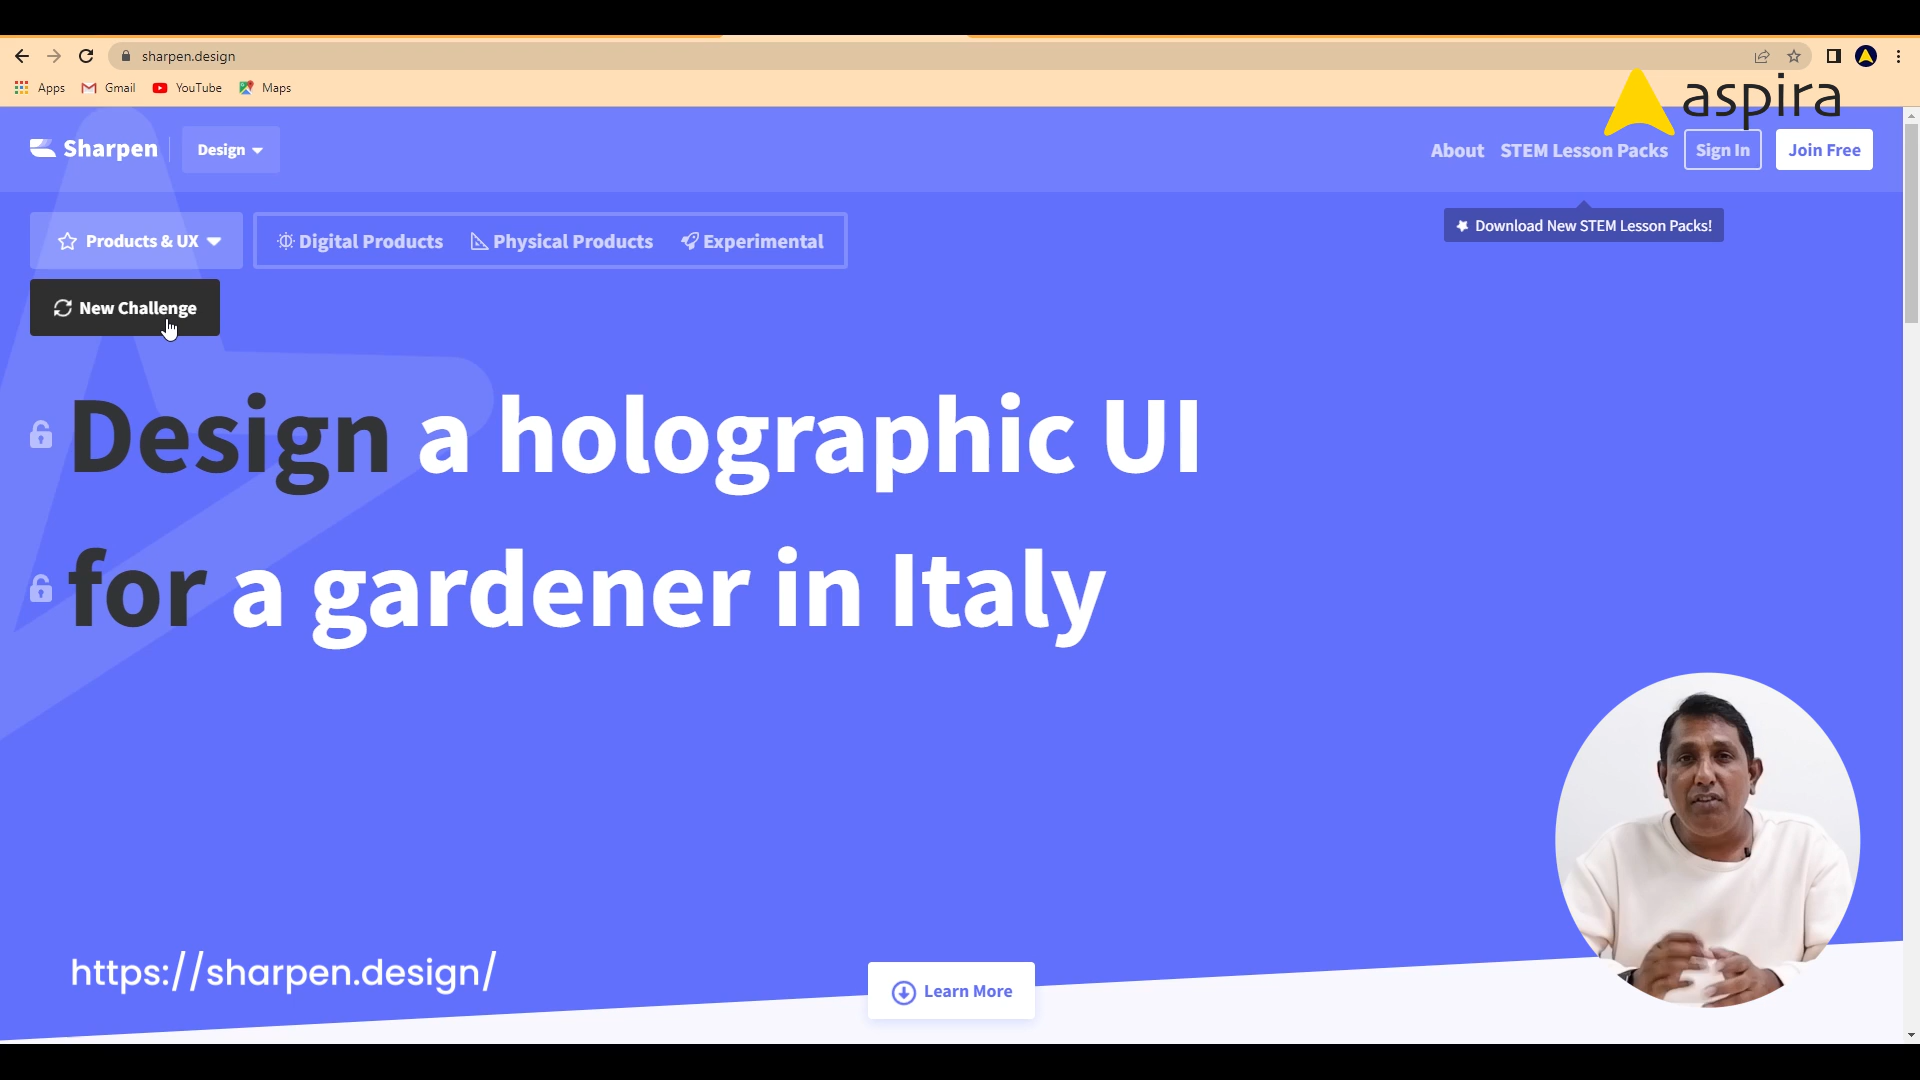 sharpen.design
Apps Gmail YouTube Maps
aspira
Sharpen Design About STEM Lesson Packs Sign In Join Free
Products & UX Digital Products Physical Products Experimental
Download New STEM Lesson Packs!
New Challenge
Design a holographic UI
for a gardener in Italy
https://sharpen.design/
Learn More